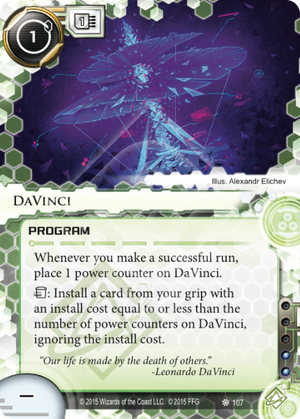 1
1
Illus. Alexandr Elichev
DaVinci
PROGRAM
Whenever you make a successful run,
place 1 power counter on DaVinci.
: Install a card from your grip with
an install cost equal to or less than the
number of power counters on DaVinci,
ignoring the install cost.
“Our life is made by the death of others.”
-Leonardo DaVinci
–
© 2015 Wizards of the Coast LLC. © 2015 FFG
107